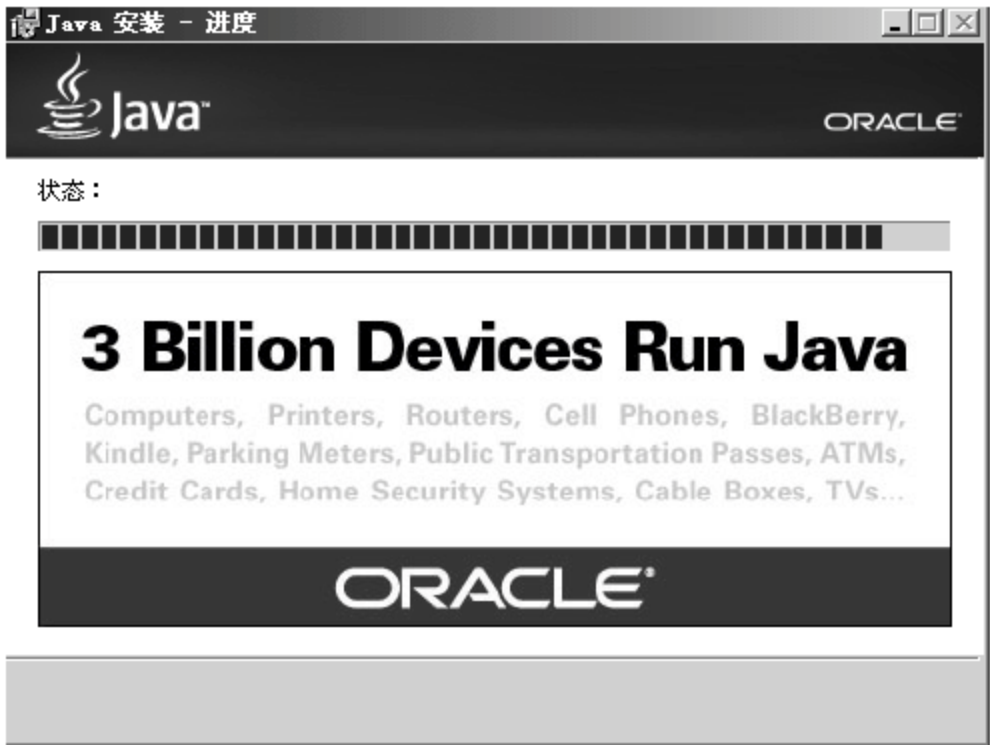 Java 安装 - 进度
Java™
ORACLE®
状态：
3 Billion Devices Run Java
Computers, Printers, Routers, Cell Phones, BlackBerry,
Kindle, Parking Meters, Public Transportation Passes, ATMs,
Credit Cards, Home Security Systems, Cable Boxes, TVs...
ORACLE®